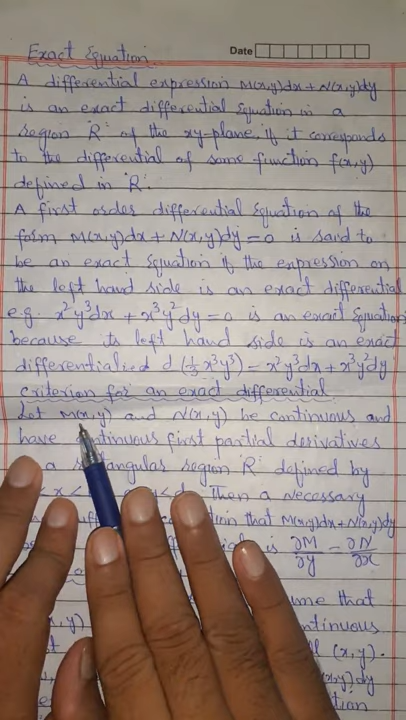 Exact Equation Date
A differential expression M(x,y)dx + N(x,y)dy
is an exact differential Equation in a
region R of the xy-plane if it corresponds
to the differential of some function f(x,y)
defined in R.
A first order differential Equation of the
form M(x,y)dx + N(x,y)dy = 0 is said to
be an exact Equation if the expression on
the left hand side is an exact differential
e.g. x²y³dx + x³y²dy = 0 is an exact Equation
because its left hand side is an exact
differential i.e d(⅓x³y³) = x²y³dx + x³y²dy
Criterion for an exact differential
Let M(x,y) and N(x,y) be continuous and
have continuous first partial derivatives
a region R defined by
< x < Then a necessary
that M(x,y)dx + N(x,y)dy
is ∂M/∂y = ∂N/∂x
that
,y)
(x,y).
x,y)dy